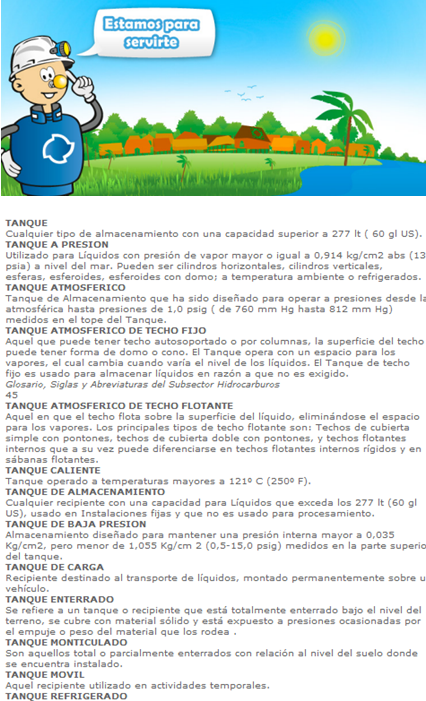 Estamos para
servirte
TANQUE
Cualquier tipo de almacenamiento con una capacidad superior a 277 lt ( 60 gl US).
TANQUE A PRESION
Utilizado para Líquidos con presión de vapor mayor o igual a 0,914 kg/cm2 abs (13
psia) a nivel del mar. Pueden ser cilindros horizontales, cilindros verticales,
esferas, esferoides, esferoides con domo; a temperatura ambiente o refrigerados.
TANQUE ATMOSFERICO
Tanque de Almacenamiento que ha sido diseñado para operar a presiones desde la
atmosférica hasta presiones de 1,0 psig ( de 760 mm Hg hasta 812 mm Hg)
medidos en el tope del Tanque.
TANQUE ATMOSFERICO DE TECHO FIJO
Aquel que puede tener techo autosoportado o por columnas, la superficie del techo
puede tener forma de domo o cono. El Tanque opera con un espacio para los
vapores, el cual cambia cuando varía el nivel de los líquidos. El Tanque de techo
fijo es usado para almacenar líquidos en razón a que no es exigido.
Glosario, Siglas y Abreviaturas del Subsector Hidrocarburos
45
TANQUE ATMOSFERICO DE TECHO FLOTANTE
Aquel en que el techo flota sobre la superficie del líquido, eliminándose el espacio
para los vapores. Los principales tipos de techo flotante son: Techos de cubierta
simple con pontones, techos de cubierta doble con pontones, y techos flotantes
internos que a su vez puede diferenciarse en techos flotantes internos rígidos y en
sábanas flotantes.
TANQUE CALIENTE
Tanque operado a temperaturas mayores a 121º C (250º F).
TANQUE DE ALMACENAMIENTO
Cualquier recipiente con una capacidad para Líquidos que exceda los 277 lt (60 gl
US), usado en Instalaciones fijas y que no es usado para procesamiento.
TANQUE DE BAJA PRESION
Almacenamiento diseñado para mantener una presión interna mayor a 0,035
Kg/cm2, pero menor de 1,055 Kg/cm 2 (0,5-15,0 psig) medidos en la parte superio
del tanque.
TANQUE DE CARGA
Recipiente destinado al transporte de líquidos, montado permanentemente sobre u
vehículo.
TANQUE ENTERRADO
Se refiere a un tanque o recipiente que está totalmente enterrado bajo el nivel del
terreno, se cubre con material sólido y está expuesto a presiones ocasionadas por
el empuje o peso del material que los rodea .
TANQUE MONTICULADO
Son aquellos total o parcialmente enterrados con relación al nivel del suelo donde
se encuentra instalado.
TANQUE MOVIL
Aquel recipiente utilizado en actividades temporales.
TANQUE REFRIGERADO